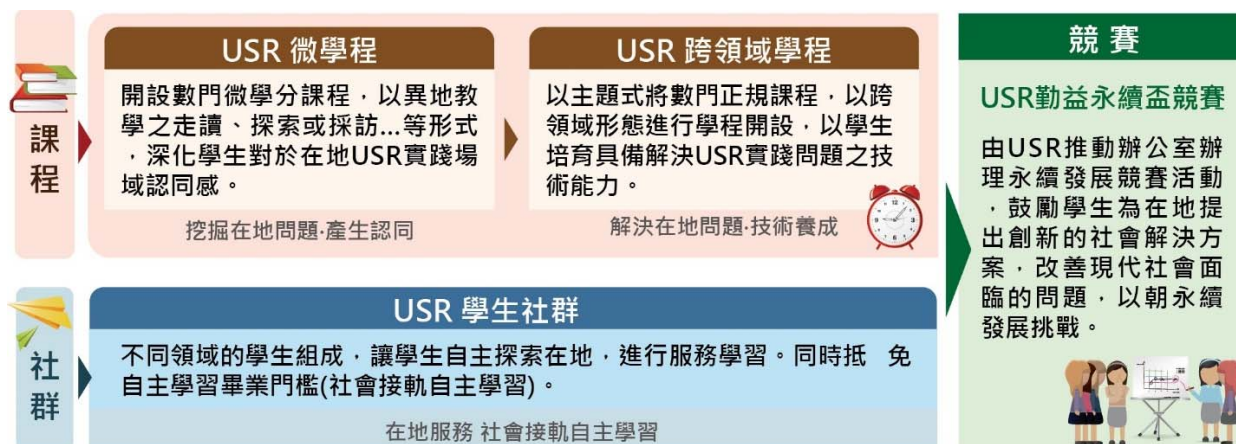 課程
USR 微學程
開設數門微學分課程，以異地教
學之走讀、探索或採訪...等形式
，深化學生對於在地USR實踐場
域認同感。
挖掘在地問題·產生認同
USR 跨領域學程
以主題式將數門正規課程，以跨
領域形態進行學程開設，以學生
培育具備解決USR實踐問題之技
術能力。
解決在地問題·技術養成
社群
USR 學生社群
不同領域的學生組成，讓學生自主探索在地，進行服務學習。同時抵 免
自主學習畢業門檻(社會接軌自主學習)。
在地服務 社會接軌自主學習
競賽
USR勤益永續盃競賽
由USR推動辦公室辦
理永續發展競賽活動
，鼓勵學生為在地提
出創新的社會解決方
案，改善現代社會面
臨的問題，以朝永續
發展挑戰。